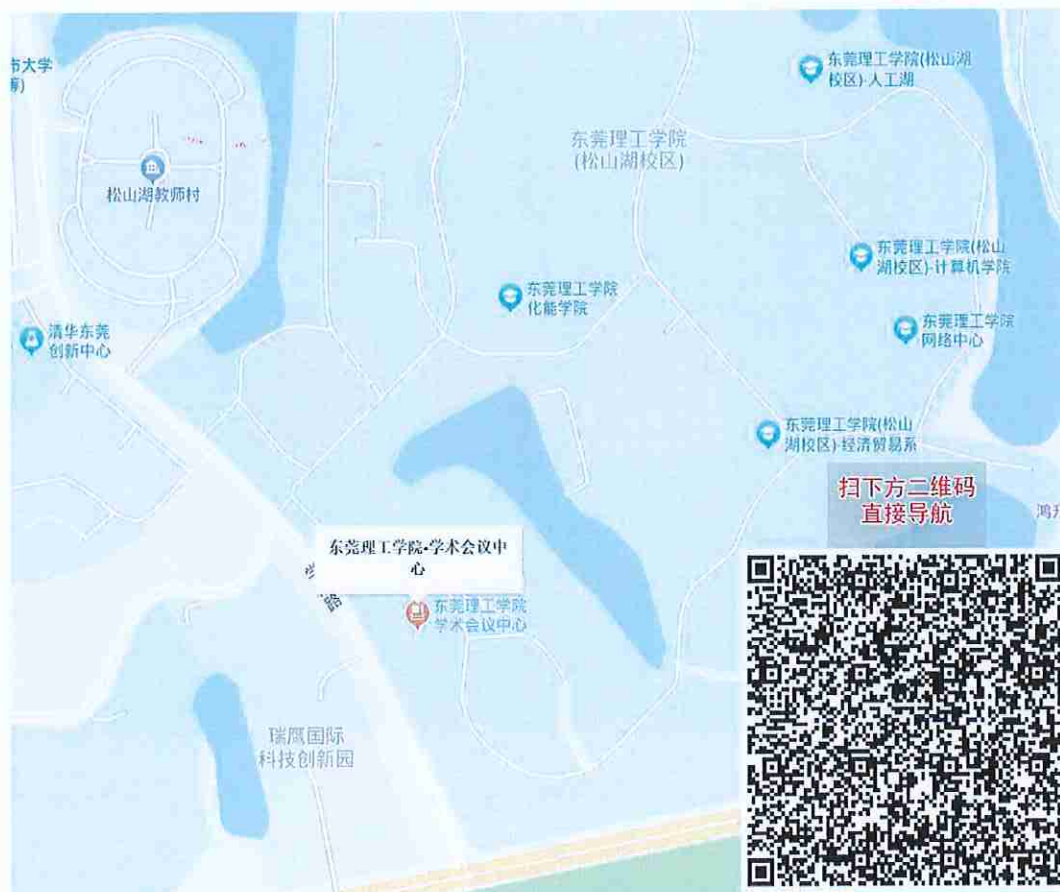 东莞理工学院(松山湖
校区)-人工湖
市大学
筹)
东莞理工学院
(松山湖校区)
松山湖教师村
东莞理工学院(松山
湖校区)-计算机学院
东莞理工学院
化能学院
东莞理工学院
网络中心
清华东莞
创新中心
东莞理工学院(松山
湖校区)-经济贸易系
扫下方二维码
直接导航
东莞理工学院-学术会议中
心
路
东莞理工学院
学术会议中心
瑞鹰国际
科技创新园